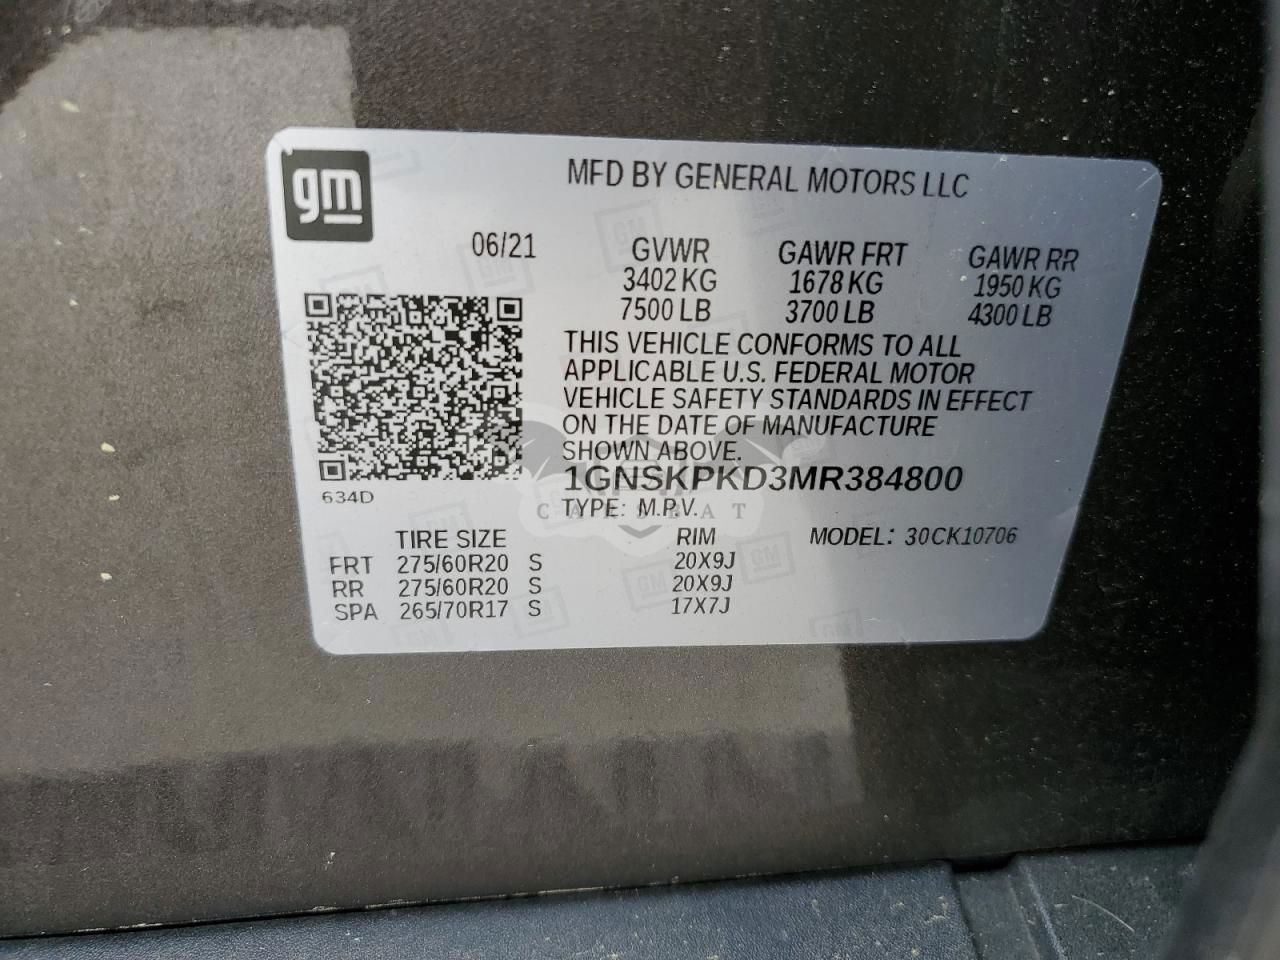 gm
MFD BY GENERAL MOTORS LLC
06/21 GVWR GAWR FRT GAWR RR
3402 KG 1678 KG 1950 KG
7500 LB 3700 LB 4300 LB
THIS VEHICLE CONFORMS TO ALL
APPLICABLE U.S. FEDERAL MOTOR
VEHICLE SAFETY STANDARDS IN EFFECT
ON THE DATE OF MANUFACTURE
SHOWN ABOVE.
1GNSKPKD3MR384800
634D
TYPE: M.P.V.
CARSBAT
TIRE SIZE RIM MODEL: 30CK10706
FRT 275/60R20 S 20X9J
RR 275/60R20 S 20X9J
SPA 265/70R17 S 17X7J